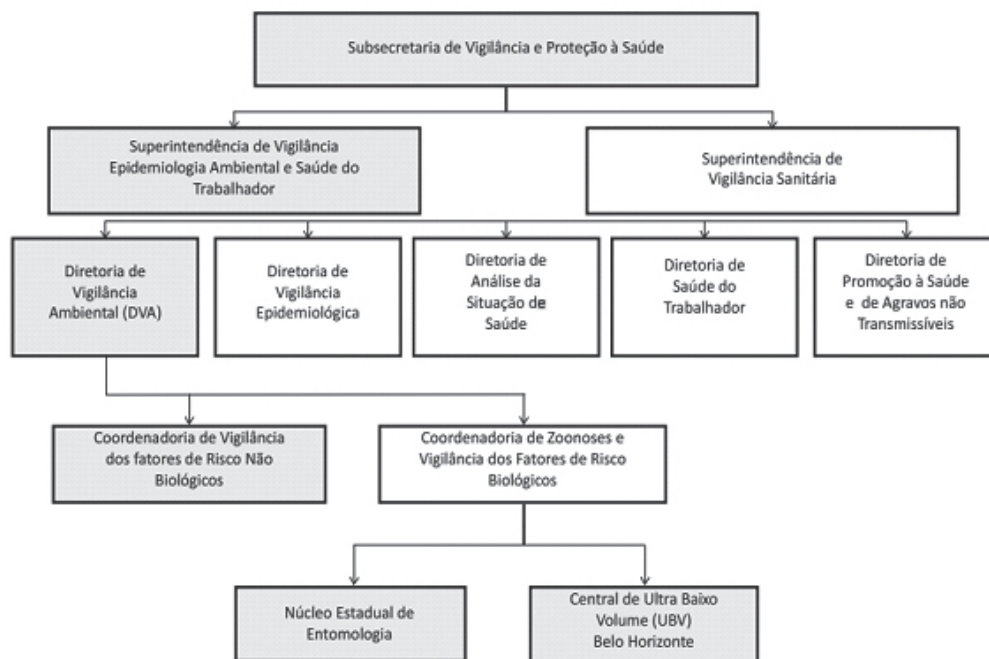 Subsecretaria de Vigilância e Proteção à Saúde
Superintendência de Vigilância
Epidemiologia Ambiental e Saúde do
Trabalhador
Superintendência de
Vigilância Sanitária
Diretoria de
Vigilância
Ambiental (DVA)
Diretoria de
Vigilância
Epidemiológica
Diretoria de
Análise da
Situação de
Saúde
Diretoria de
Saúde do
Trabalhador
Diretoria de
Promoção à Saúde
e de Agravos não
Transmissíveis
Coordenadoria de Vigilância
dos fatores de Risco Não
Biológicos
Coordenadoria de Zoonoses e
Vigilância dos Fatores de Risco
Biológicos
Núcleo Estadual de
Entomologia
Central de Ultra Baixo
Volume (UBV)
Belo Horizonte